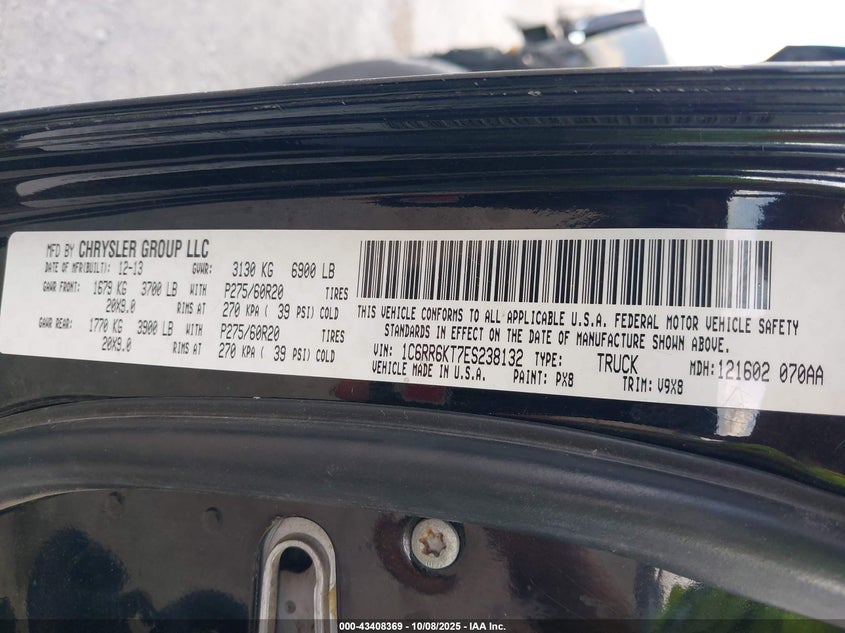 MFD BY CHRYSLER GROUP LLC
DATE OF MFR(BUILT): 12-13 GVWR: 3130 KG 6900 LB
GAWR FRONT: 1679 KG 3700 LB WITH P275/60R20 TIRES
20X9.0 RIMS AT 270 KPA ( 39 PSI) COLD
GAWR REAR: 1770 KG 3900 LB WITH P275/60R20 TIRES
20X9.0 RIMS AT 270 KPA ( 39 PSI) COLD
THIS VEHICLE CONFORMS TO ALL APPLICABLE U.S.A. FEDERAL MOTOR VEHICLE SAFETY
STANDARDS IN EFFECT ON THE DATE OF MANUFACTURE SHOWN ABOVE.
VIN: 1C6RR6KT7ES238132 TYPE: TRUCK MDH: 121602 070AA
VEHICLE MADE IN U.S.A. PAINT: PX8 TRIM: V9X8
000-43408369 | 10/08/2025 - IAA Inc.